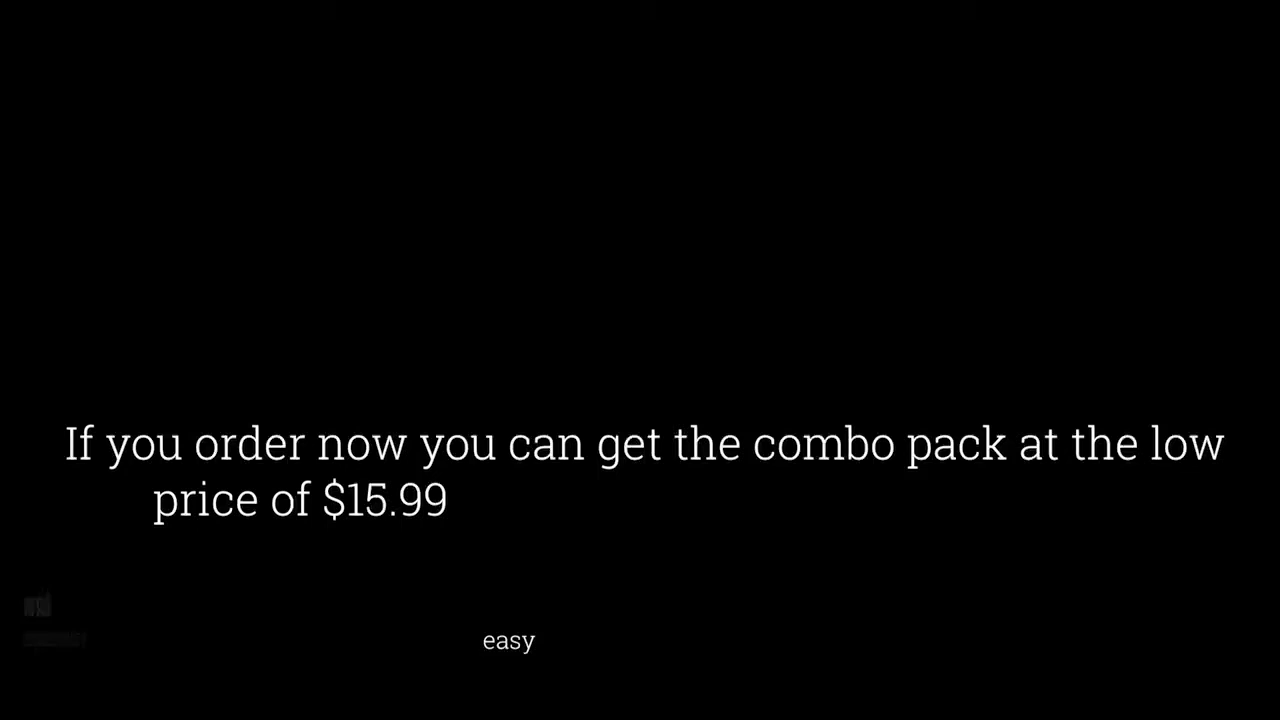 If you order now you can get the combo pack at the low
price of $15.99
easy